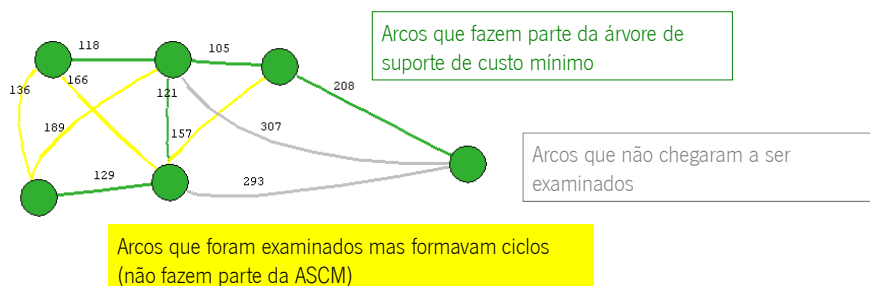 118
105
Arcos que fazem parte da árvore de
suporte de custo mínimo
136
166
121
208
189
157
307
Arcos que não chegaram a ser
examinados
129
293
Arcos que foram examinados mas formavam ciclos
(não fazem parte da ASCM)